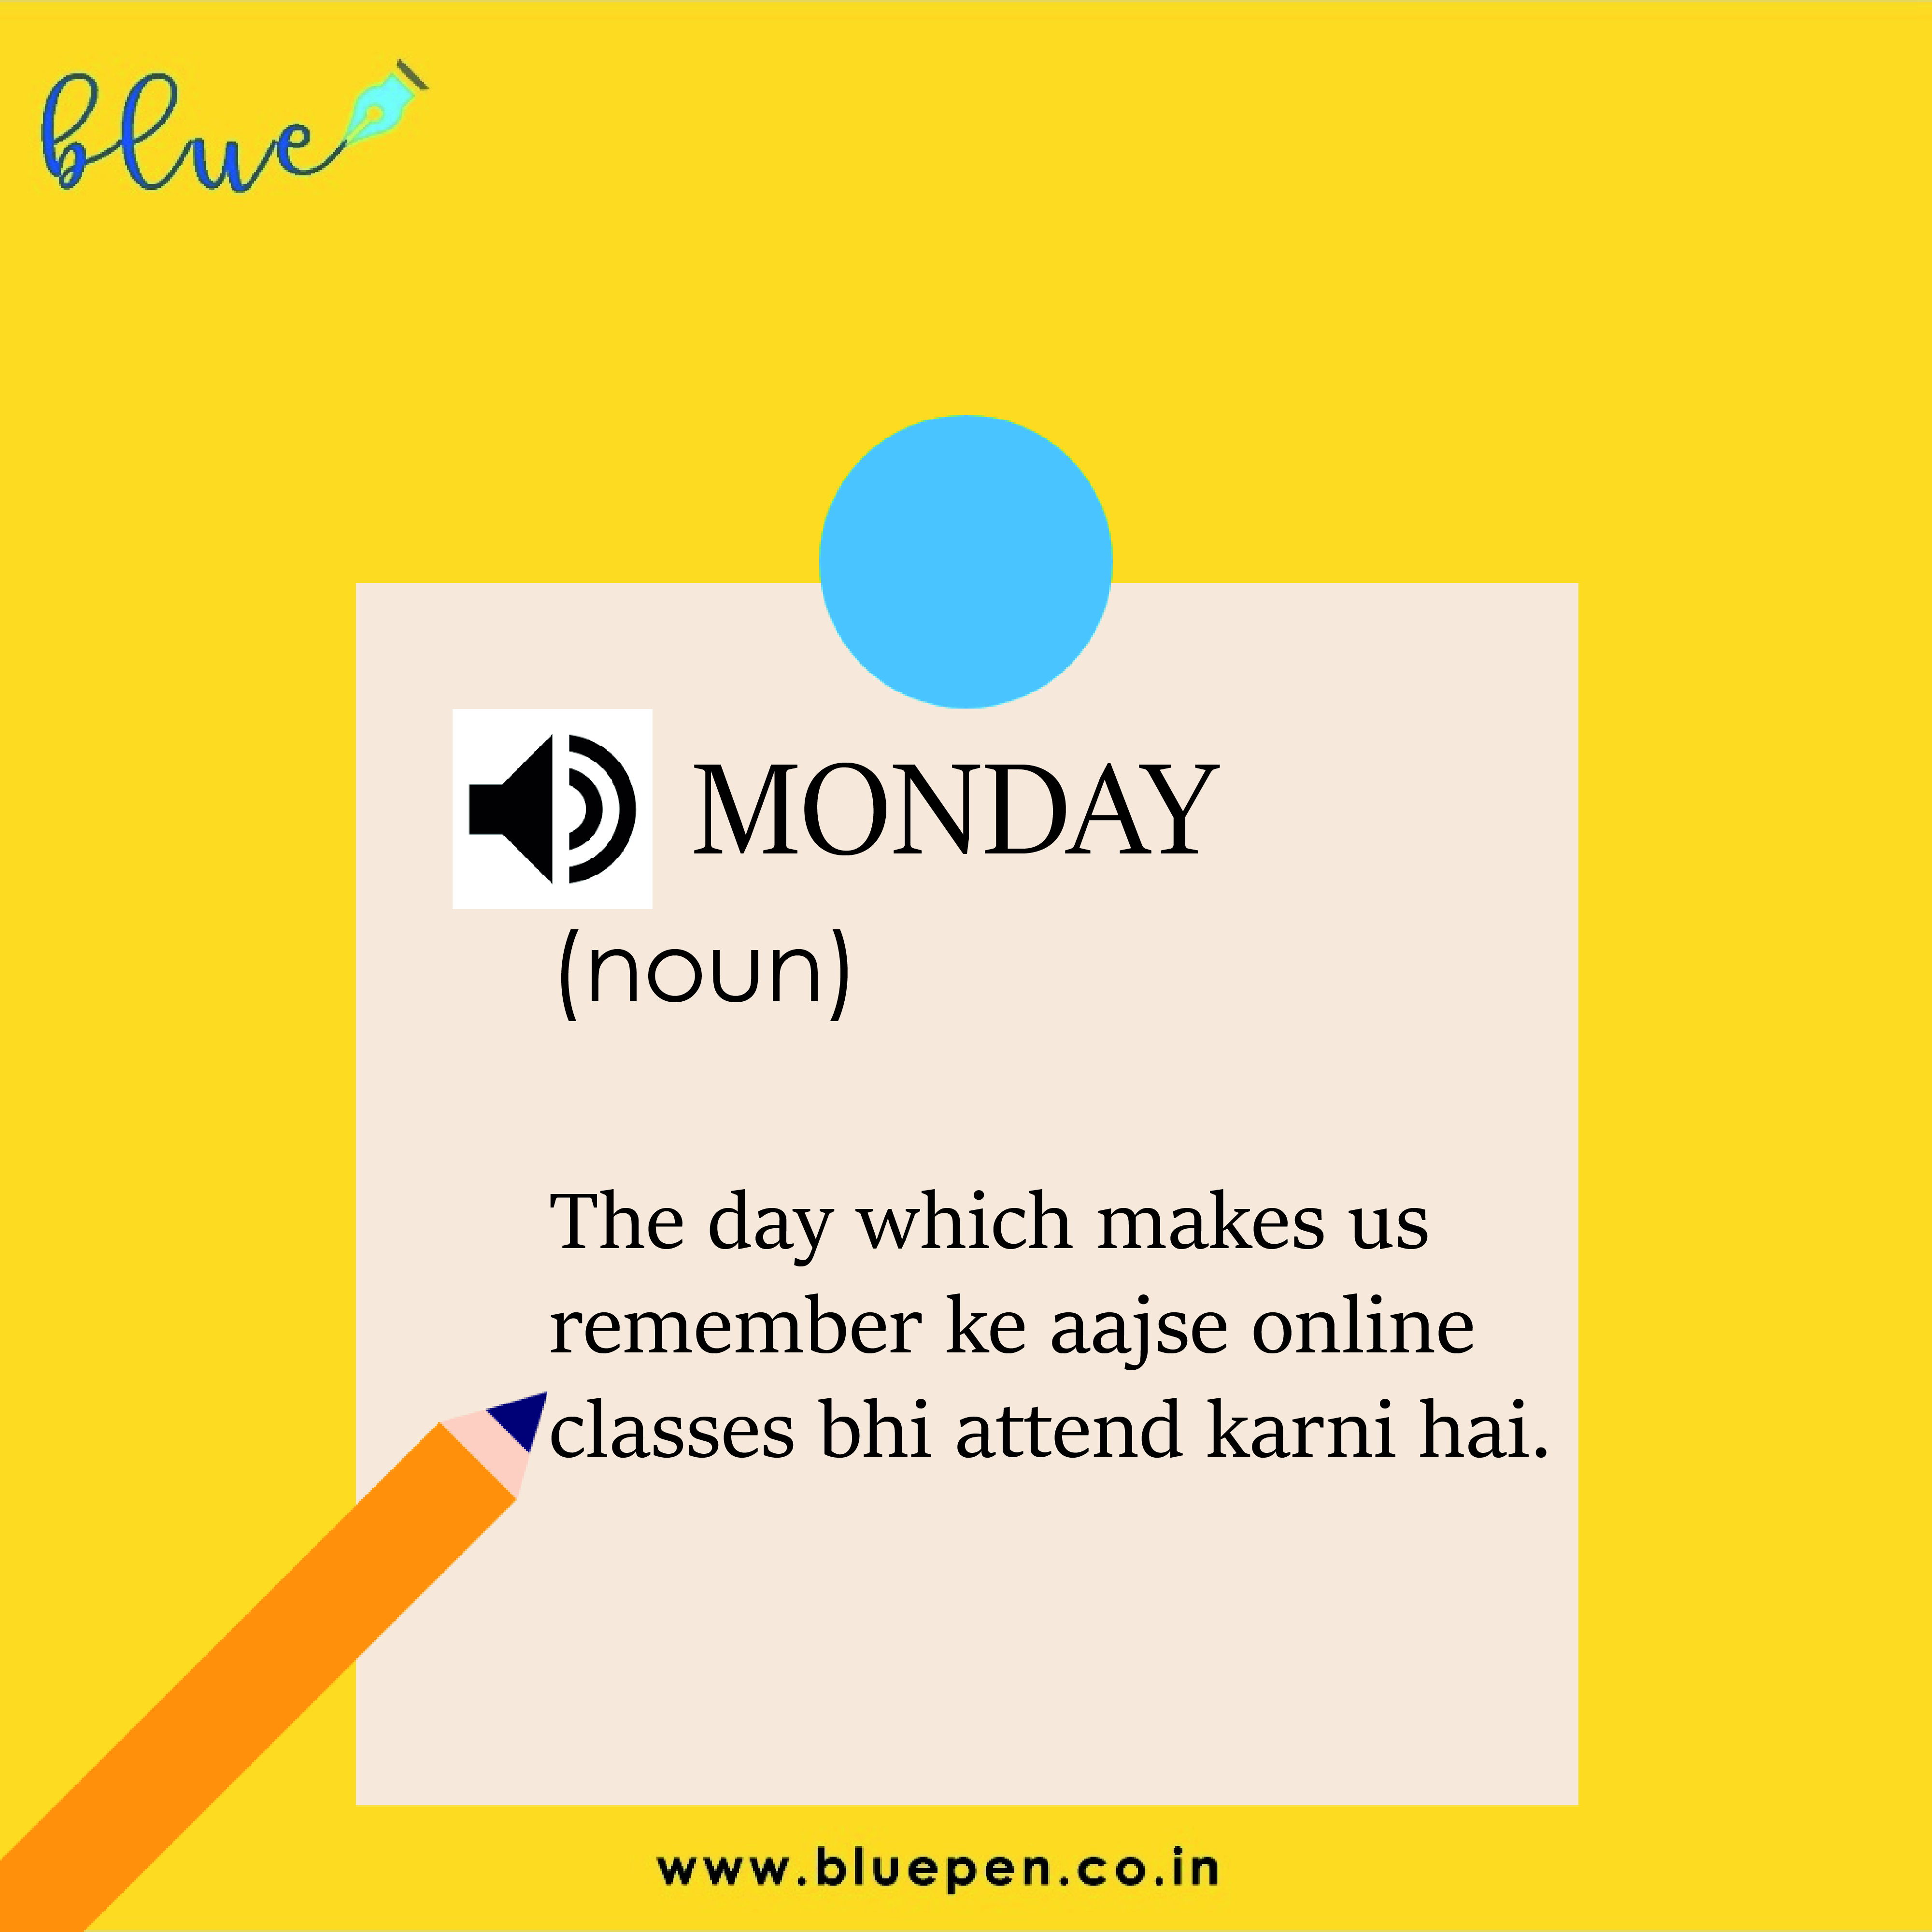 blue
MONDAY
(noun)
The day which makes us
remember ke aajse online
classes bhi attend karni hai.
www.bluepen.co.in